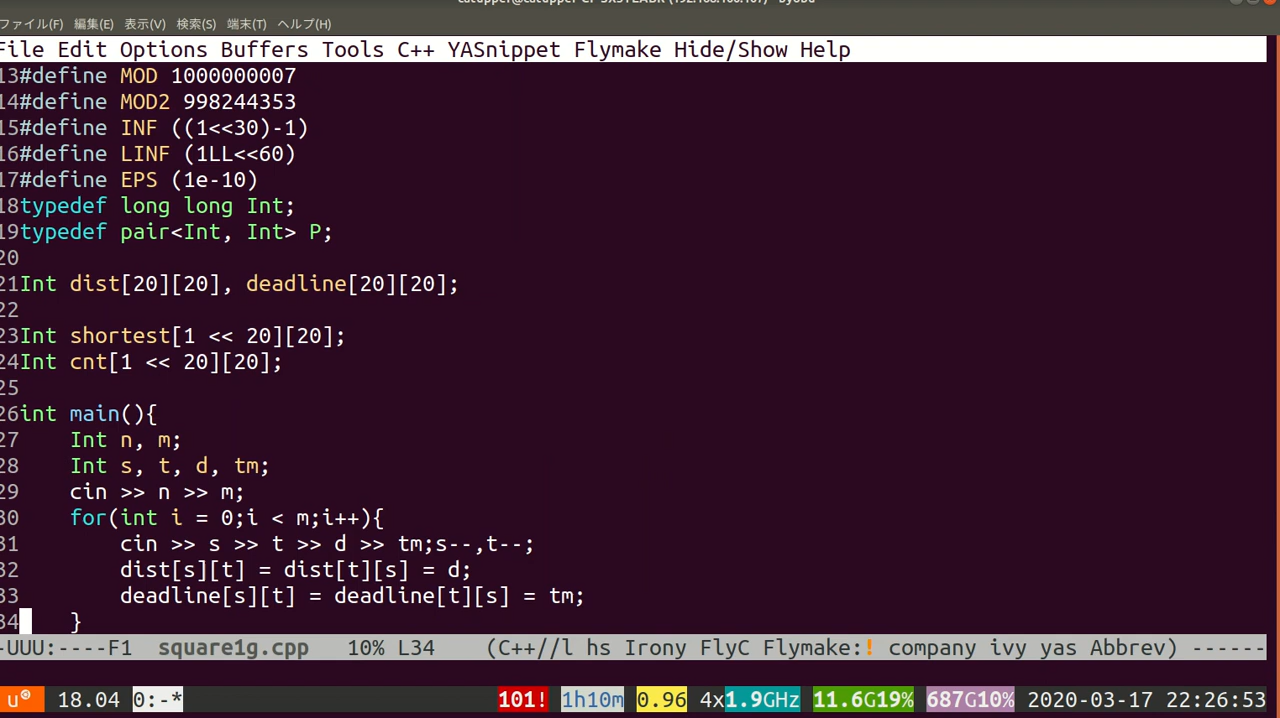 ファイル(F) 編集(E) 表示(V) 検索(S) 端末(T) ヘルプ(H)
File Edit Options Buffers Tools C++ YASnippet Flymake Hide/Show Help
13#define MOD 1000000007
14#define MOD2 998244353
15#define INF ((1<<30)-1)
16#define LINF (1LL<<60)
17#define EPS (1e-10)
18typedef long long Int;
19typedef pair<Int, Int> P;
20
21Int dist[20][20], deadline[20][20];
22
23Int shortest[1 << 20][20];
24Int cnt[1 << 20][20];
25
26int main(){
27    Int n, m;
28    Int s, t, d, tm;
29    cin >> n >> m;
30    for(int i = 0;i < m;i++){
31        cin >> s >> t >> d >> tm;s--,t--;
32        dist[s][t] = dist[t][s] = d;
33        deadline[s][t] = deadline[t][s] = tm;
34    }
-UUU:----F1  square1g.cpp   10% L34    (C++//l hs Irony FlyC Flymake:! company ivy yas Abbrev) ------
u 18.04 0:-* 101! 1h10m 0.96 4x1.9GHz 11.6G19% 687G10% 2020-03-17 22:26:53